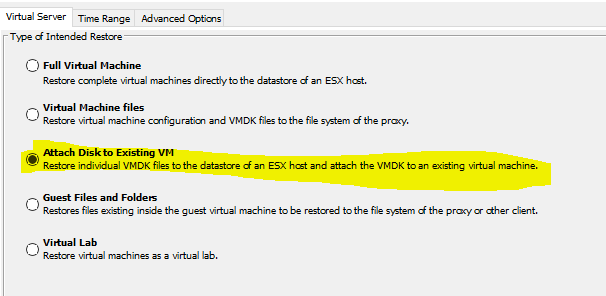 Virtual Server Time Range Advanced Options
Type of Intended Restore
Full Virtual Machine
Restore complete virtual machines directly to the datastore of an ESX host.
Virtual Machine files
Restore virtual machine configuration and VMDK files to the file system of the proxy.
Attach Disk to Existing VM
Restore individual VMDK files to the datastore of an ESX host and attach the VMDK to an existing virtual machine.
Guest Files and Folders
Restores files existing inside the guest virtual machine to be restored to the file system of the proxy or other client.
Virtual Lab
Restore virtual machines as a virtual lab.